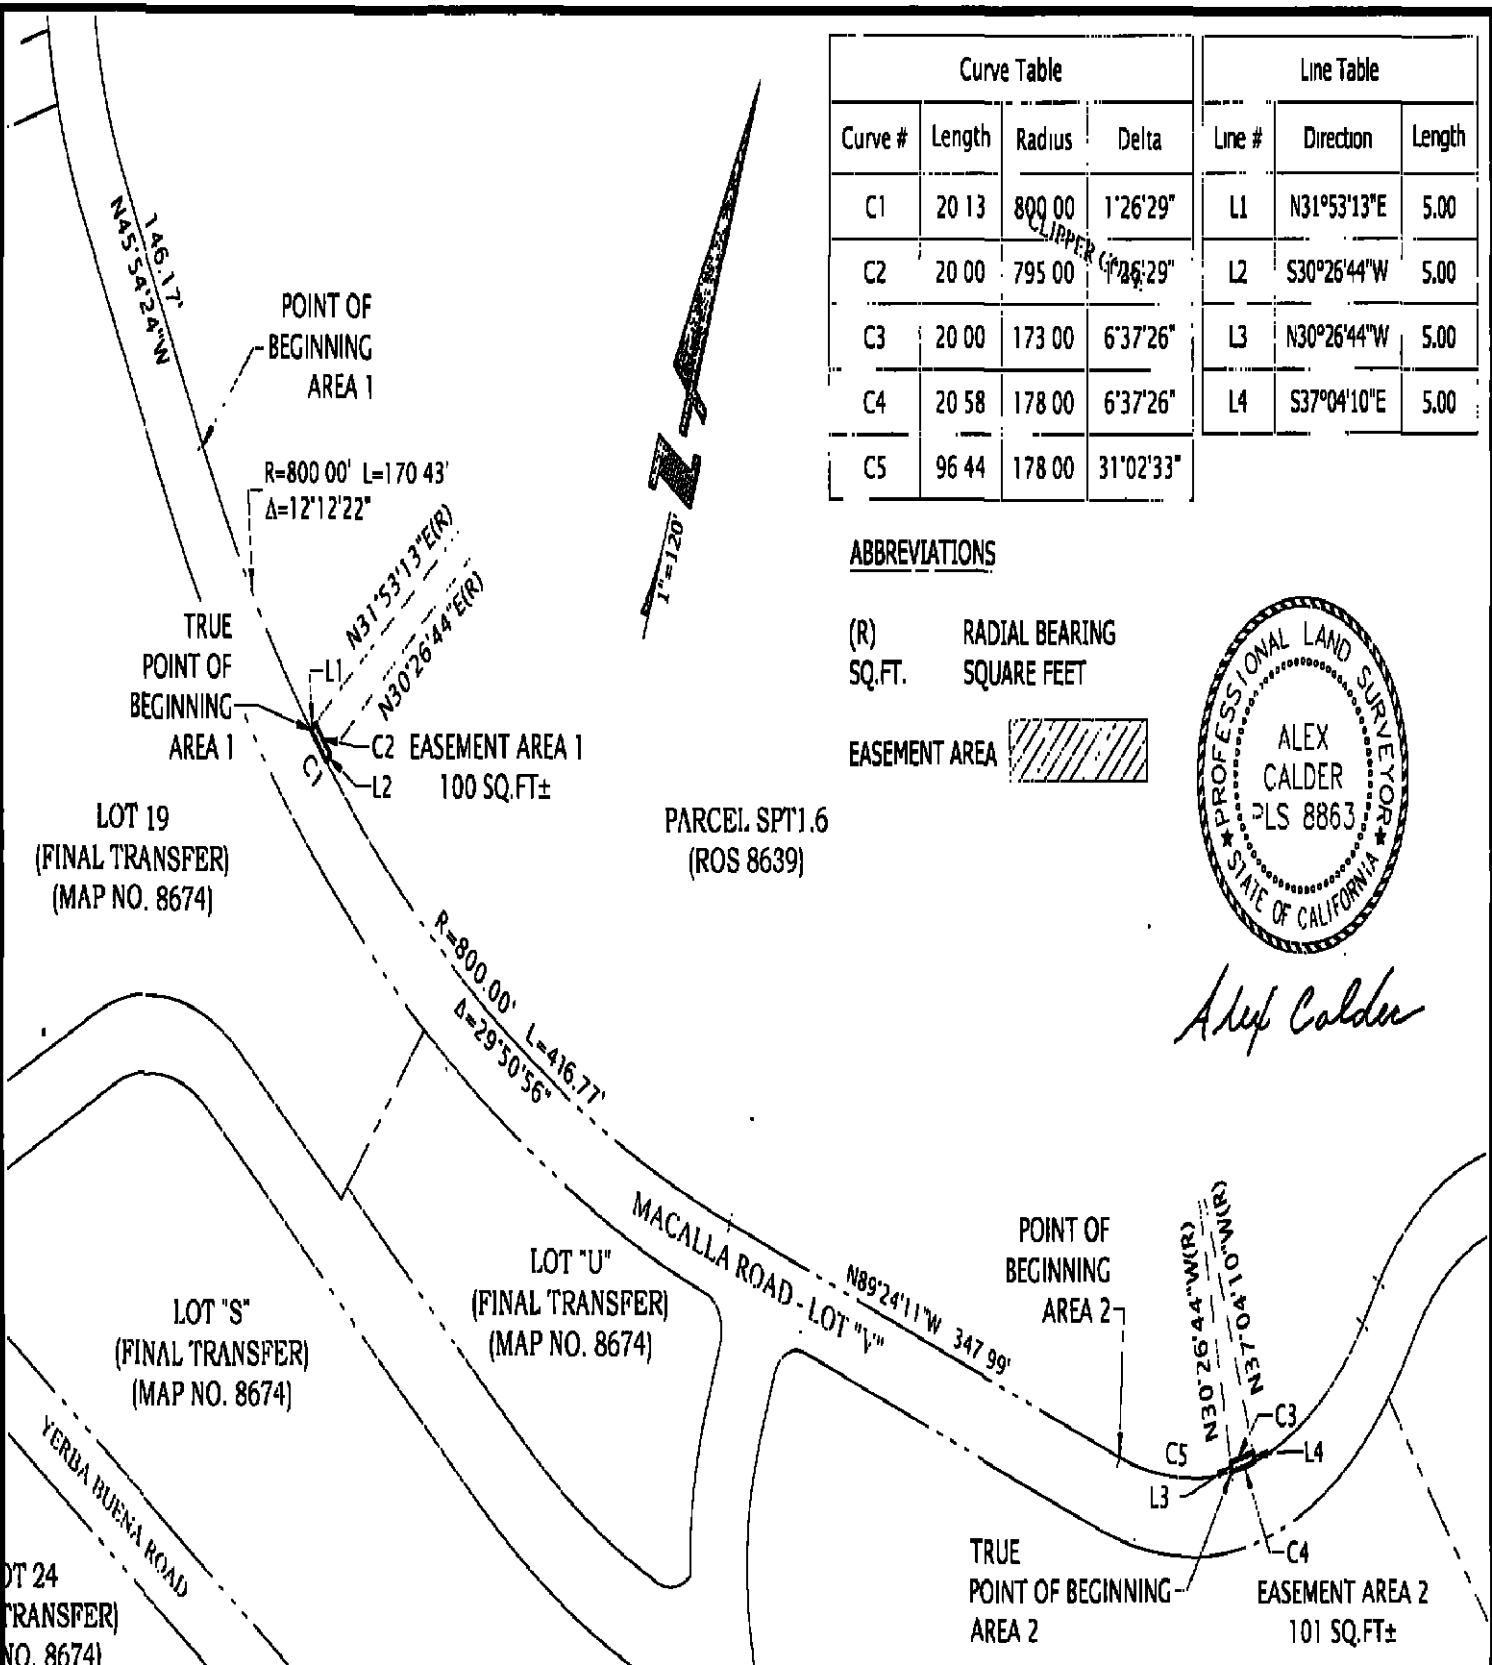 Curve Table
Curve # Length Radius Delta
C1 20 13 800 00 1°26'29"
C2 20 00 795 00 1°26'29"
C3 20 00 173 00 6°37'26"
C4 20 58 178 00 6°37'26"
C5 96 44 178 00 31°02'33"
CLIPPER
Line Table
Line # Direction Length
L1 N31°53'13"E 5.00
L2 S30°26'44"W 5.00
L3 N30°26'44"W 5.00
L4 S37°04'10"E 5.00
146.17'
N45°54'24"W
POINT OF
BEGINNING
AREA 1
R=800 00' L=170 43'
Δ=12°12'22"
N31°53'13"E(R)
N30°26'44"E(R)
N
1"=120'
ABBREVIATIONS
(R) RADIAL BEARING
SQ.FT. SQUARE FEET
EASEMENT AREA
PROFESSIONAL LAND SURVEYOR
ALEX
CALDER
PLS 8863
STATE OF CALIFORNIA
Alex Calder
TRUE
POINT OF
BEGINNING
AREA 1
L1
C2
L2
C1
EASEMENT AREA 1
100 SQ.FT±
LOT 19
(FINAL TRANSFER)
(MAP NO. 8674)
PARCEL SPT1.6
(ROS 8639)
R=800.00' L=416.77'
Δ=29°50'56"
MACALLA ROAD - LOT "V"
N89°24'11"W 347 99'
LOT "U"
(FINAL TRANSFER)
(MAP NO. 8674)
LOT "S"
(FINAL TRANSFER)
(MAP NO. 8674)
YERBA BUENA ROAD
OT 24
TRANSFER)
NO. 8674)
POINT OF
BEGINNING
AREA 2
N30°26'44"W(R)
N37°04'10"W(R)
C3
C5
L4
L3
C4
TRUE
POINT OF BEGINNING
AREA 2
EASEMENT AREA 2
101 SQ.FT±